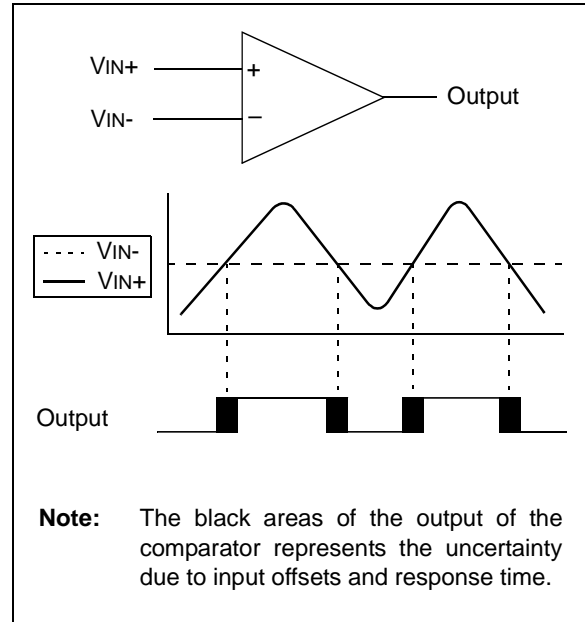 VIN+
+
Output
VIN-
−
VIN-
VIN+
Output
Note: The black areas of the output of the
comparator represents the uncertainty
due to input offsets and response time.